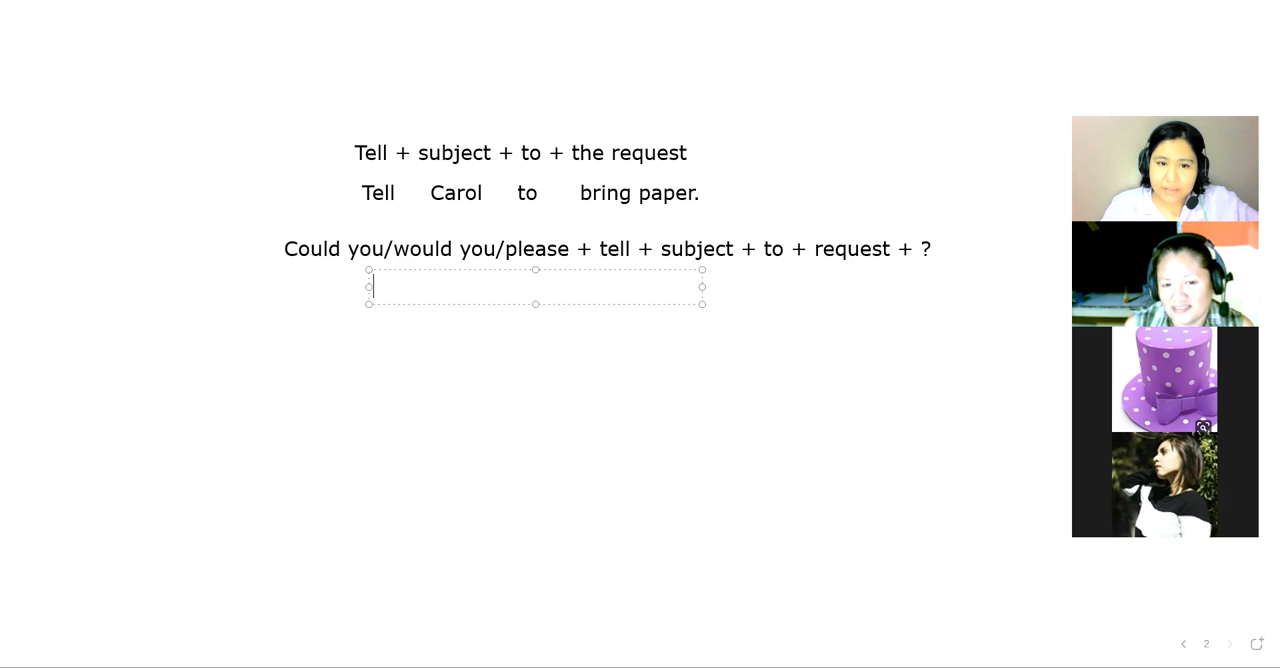 Tell + subject + to + the request
Tell Carol to bring paper.
Could you/would you/please + tell + subject + to + request + ?
2